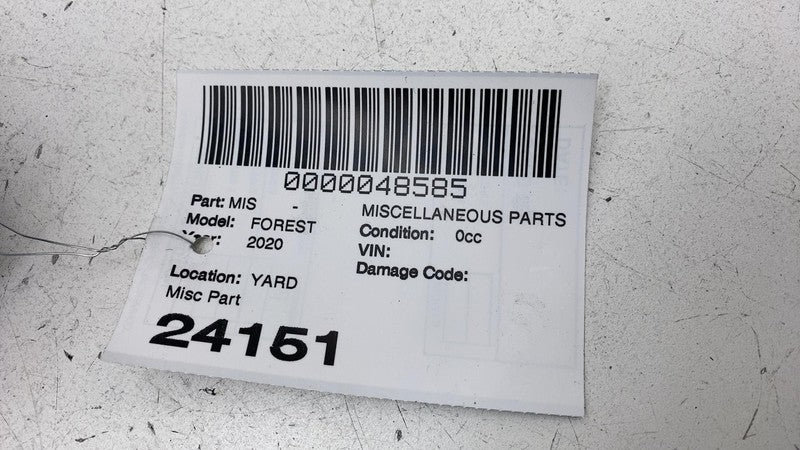 0000048585
Part: MIS - MISCELLANEOUS PARTS
Model: FOREST Condition: 0cc
Year: 2020 VIN:
Damage Code:
Location: YARD
Misc Part
24151